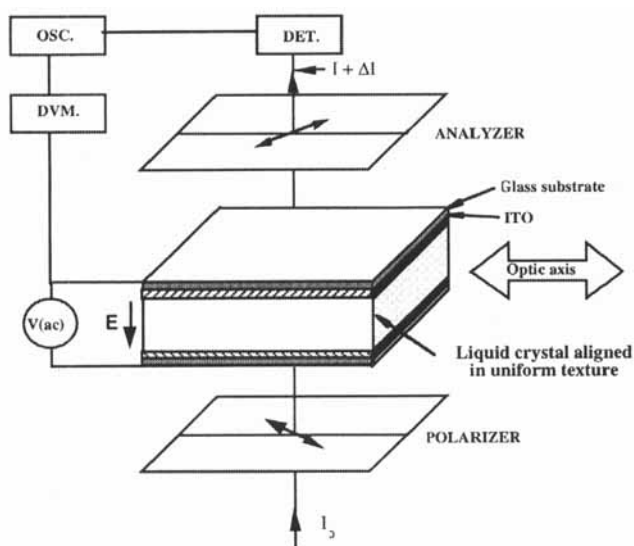 OSC.
DET.
I + ΔI
DVM.
ANALYZER
Glass substrate
ITO
Optic axis
V(ac)
E
Liquid crystal aligned
in uniform texture
POLARIZER
I